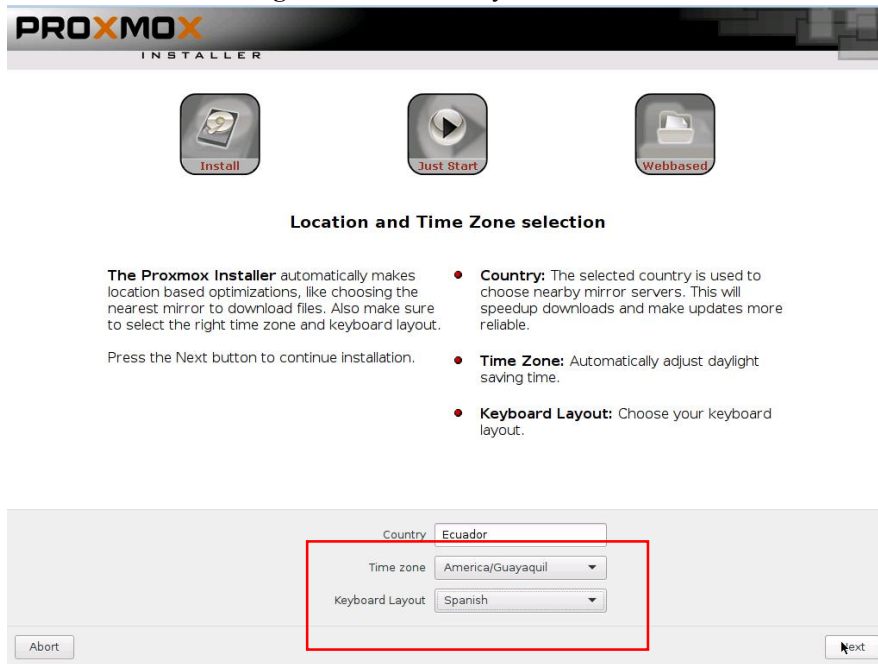 PROXMOX
INSTALLER
Install
Just Start
Webbased
Location and Time Zone selection
The Proxmox Installer automatically makes
location based optimizations, like choosing the
nearest mirror to download files. Also make sure
to select the right time zone and keyboard layout.
Press the Next button to continue installation.
Country: The selected country is used to
choose nearby mirror servers. This will
speedup downloads and make updates more
reliable.
Time Zone: Automatically adjust daylight
saving time.
Keyboard Layout: Choose your keyboard
layout.
Country Ecuador
Time zone America/Guayaquil
Keyboard Layout Spanish
Abort
Next